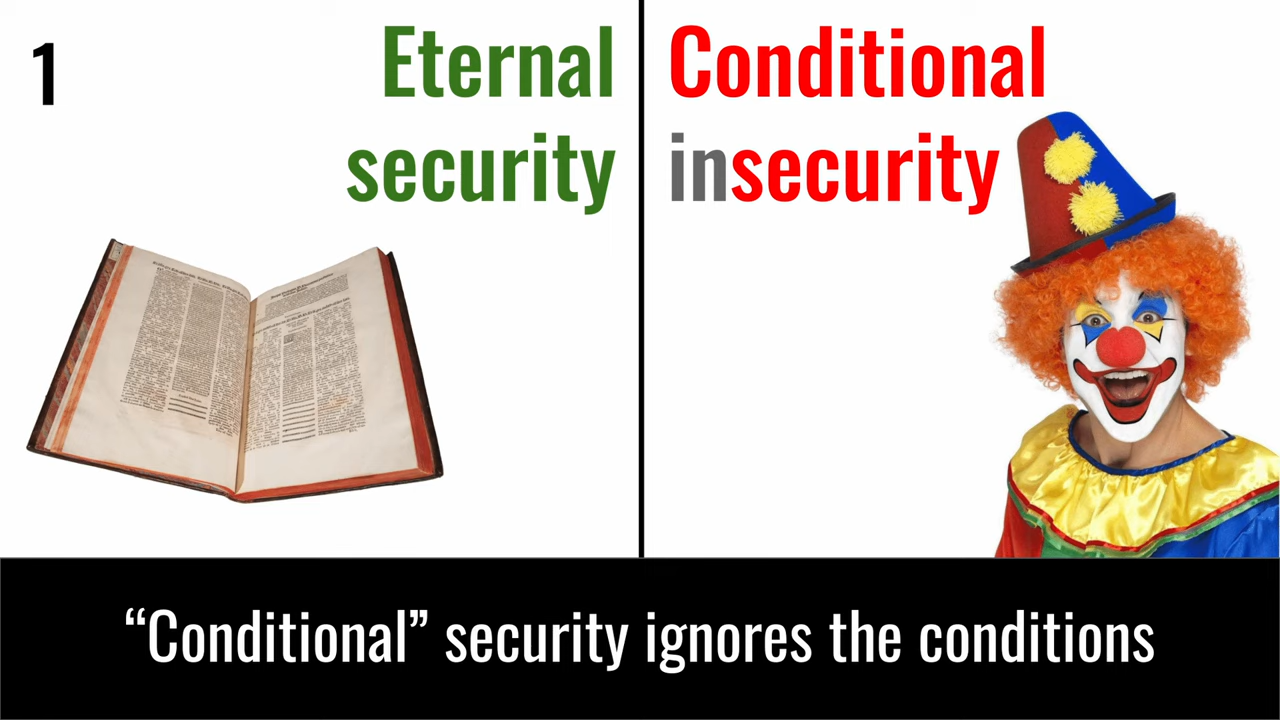 1
Eternal
security
Conditional
insecurity
“Conditional” security ignores the conditions